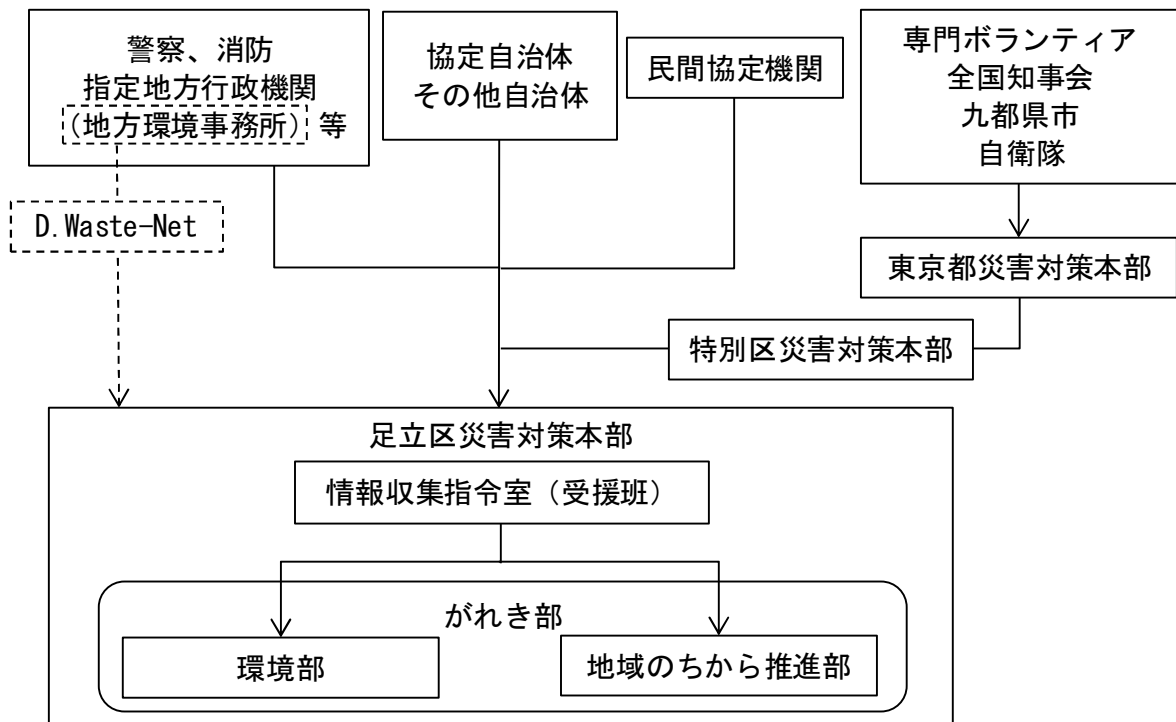 警察、消防
指定地方行政機関
(地方環境事務所) 等
協定自治体
その他自治体
民間協定機関
専門ボランティア
全国知事会
九都県市
自衛隊
D.Waste-Net
東京都災害対策本部
特別区災害対策本部
足立区災害対策本部
情報収集指令室（受援班）
がれき部
環境部
地域のちから推進部